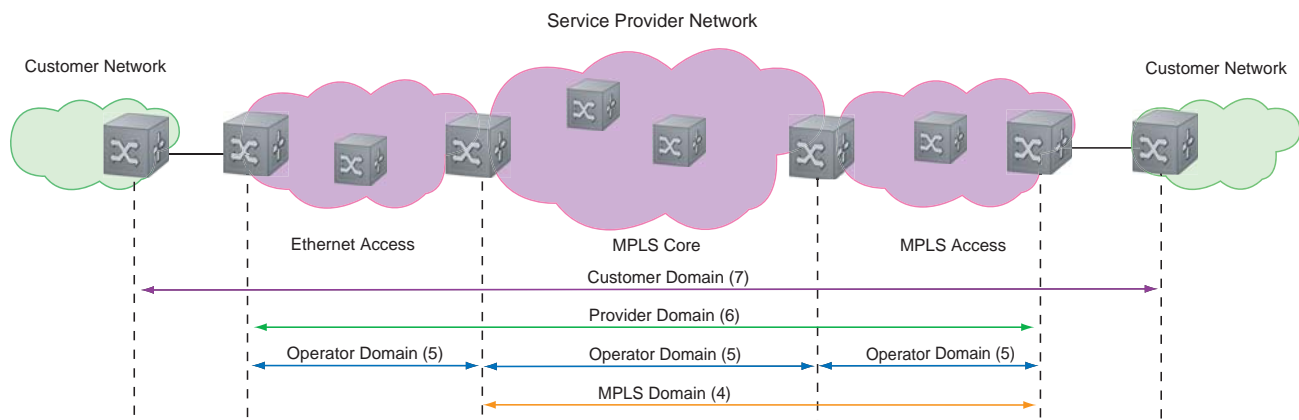 Service Provider Network
Customer Network
Customer Network
Ethernet Access
MPLS Core
MPLS Access
Customer Domain (7)
Provider Domain (6)
Operator Domain (5)
Operator Domain (5)
Operator Domain (5)
MPLS Domain (4)